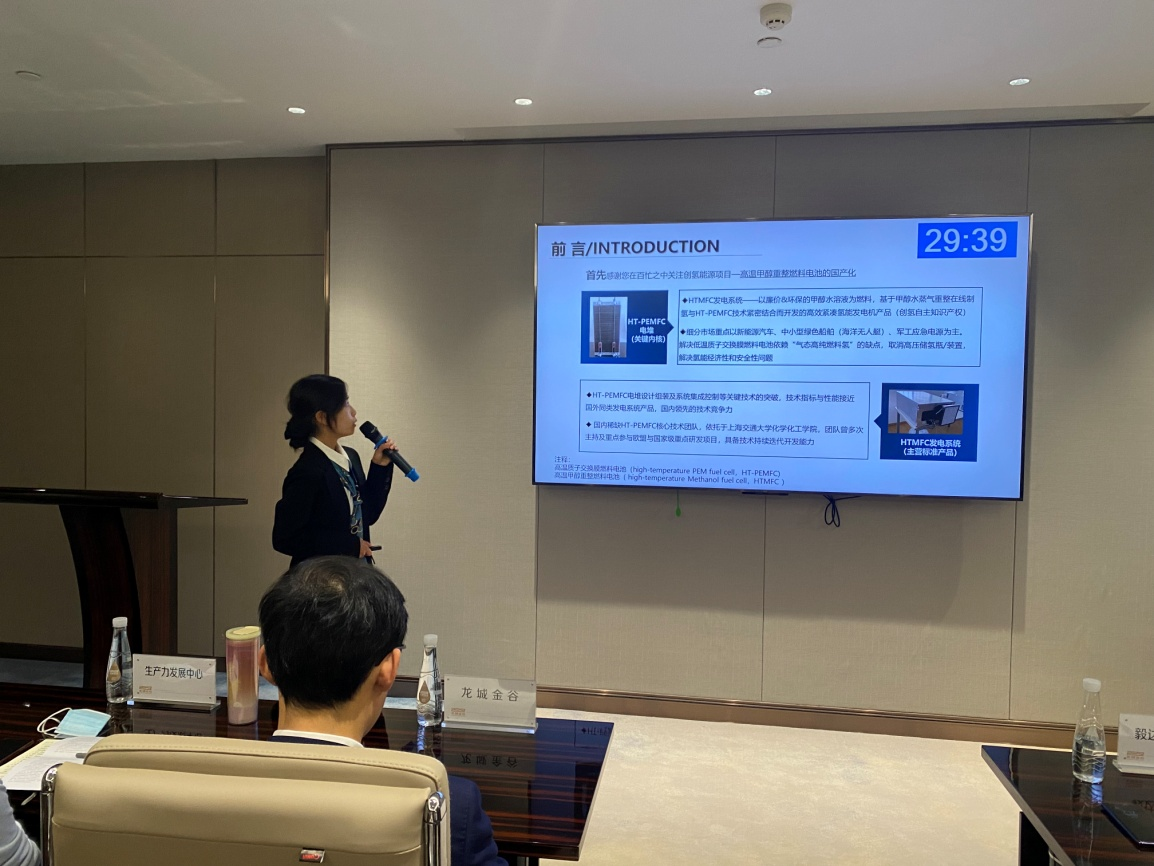 前 言/INTRODUCTION
29:39
首先感谢您在百忙之中关注创氢能源项目—高温甲醇重整燃料电池的国产化
HT-PEMFC
电堆
(关键内核)
◆HTMFC发电系统——以廉价&环保的甲醇水溶液为燃料，基于甲醇水蒸气重整在线制
氢与HT-PEMFC技术紧密结合而开发的高效紧凑氢能发电机产品（创氢自主知识产权）
◆细分市场重点以新能源汽车、中小型绿色船舶（海洋无人艇）、军工应急电源为主。
解决低温质子交换膜燃料电池依赖“气态高纯燃料氢”的缺点，取消高压储氢瓶/装置，
解决氢能经济性和安全性问题
◆HT-PEMFC电堆设计组装及系统集成控制等关键技术的突破，技术指标与性能接近
国外同类发电系统产品，国内领先的技术竞争力
◆ 国内稀缺HT-PEMFC核心技术团队，依托于上海交通大学化学化工学院，团队曾多次
主持及重点参与欧盟与国家级重点研发项目，具备技术持续迭代开发能力
HTMFC发电系统
(主营标准产品)
注释：
高温质子交换膜燃料电池（high-temperature PEM fuel cell，HT-PEMFC)
高温甲醇重整燃料电池（ high-temperature Methanol fuel cell，HTMFC ）
生产力发展中心
龙城金谷
毅达